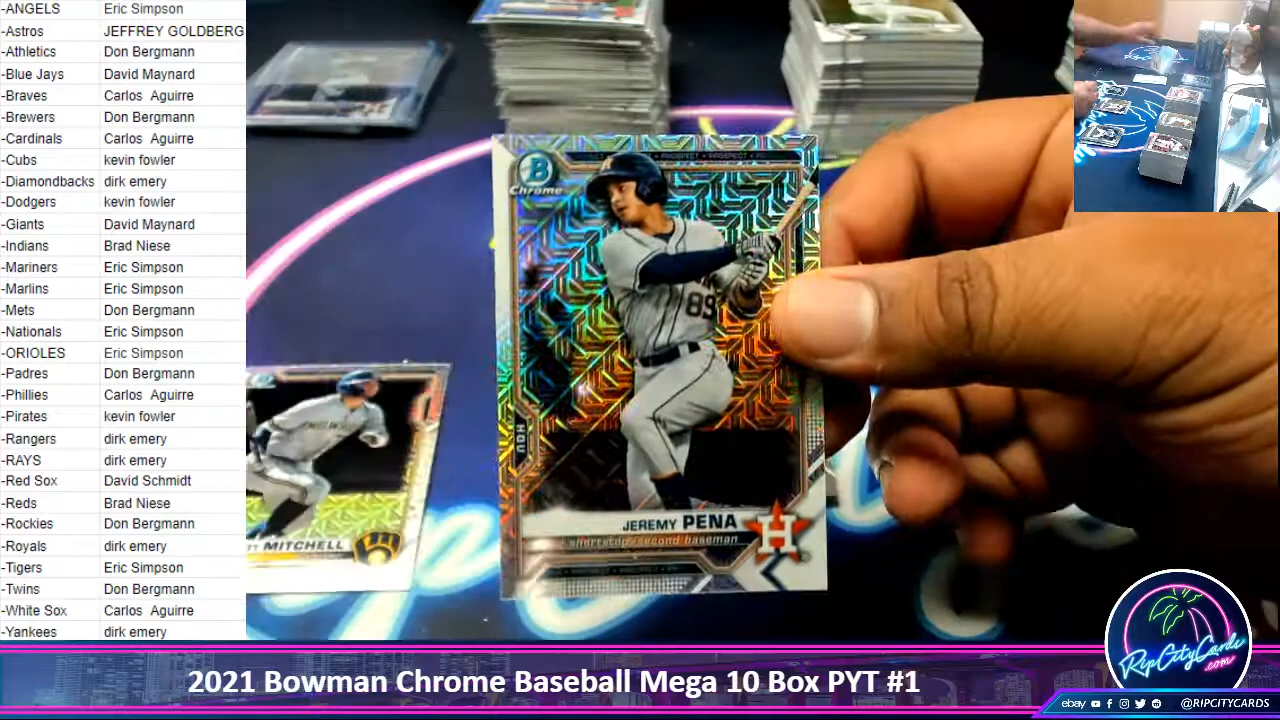 -ANGELS Eric Simpson
-Astros JEFFREY GOLDBERG
-Athletics Don Bergmann
-Blue Jays David Maynard
-Braves Carlos Aguirre
-Brewers Don Bergmann
-Cardinals Carlos Aguirre
-Cubs kevin fowler
-Diamondbacks dirk emery
-Dodgers kevin fowler
-Giants David Maynard
-Indians Brad Niese
-Mariners Eric Simpson
-Marlins Eric Simpson
-Mets Don Bergmann
-Nationals Eric Simpson
-ORIOLES Eric Simpson
-Padres Don Bergmann
-Phillies Carlos Aguirre
-Pirates kevin fowler
-Rangers dirk emery
-RAYS dirk emery
-Red Sox David Schmidt
-Reds Brad Niese
-Rockies Don Bergmann
-Royals dirk emery
-Tigers Eric Simpson
-Twins Don Bergmann
-White Sox Carlos Aguirre
-Yankees dirk emery
B
Chrome
PROSPECT
89
HOU
JEREMY PENA
shortstop/second baseman
H
MITCHELL
RipCityCards
.com
2021 Bowman Chrome Baseball Mega 10 Box PYT #1
ebay @RIPCITYCARDS